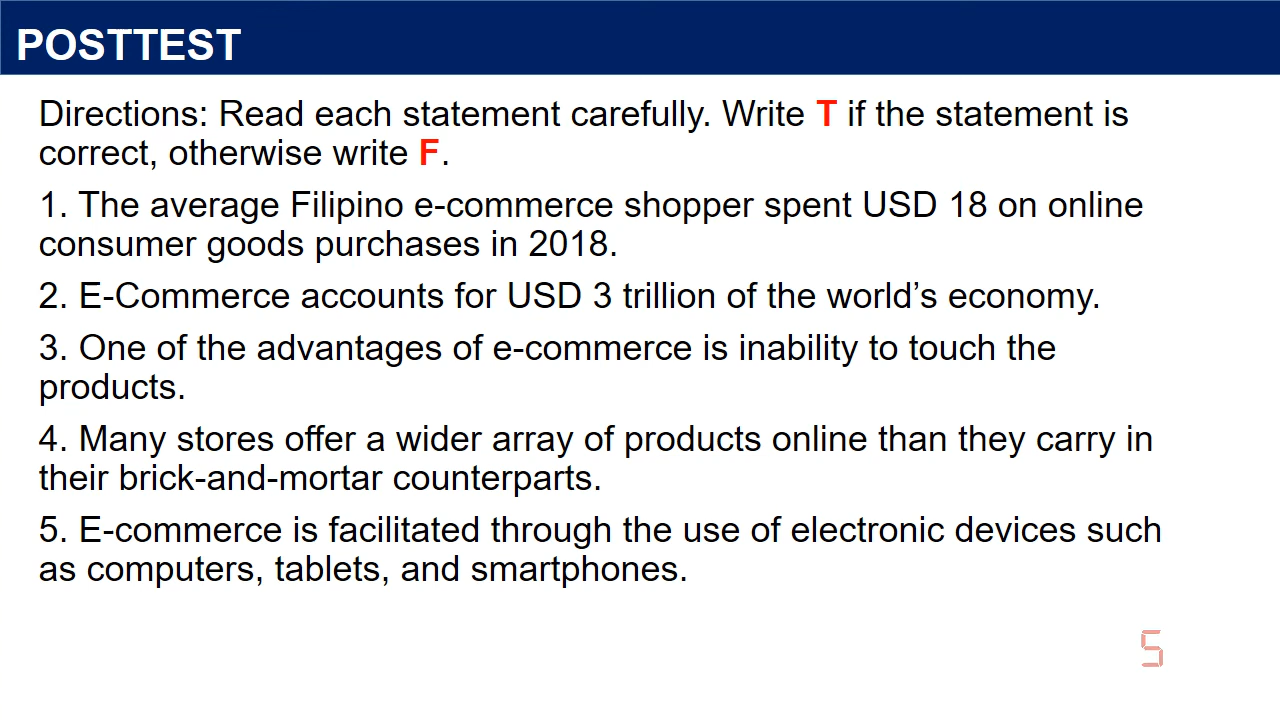 POSTTEST
Directions: Read each statement carefully. Write T if the statement is
correct, otherwise write F.
1. The average Filipino e-commerce shopper spent USD 18 on online
consumer goods purchases in 2018.
2. E-Commerce accounts for USD 3 trillion of the world’s economy.
3. One of the advantages of e-commerce is inability to touch the
products.
4. Many stores offer a wider array of products online than they carry in
their brick-and-mortar counterparts.
5. E-commerce is facilitated through the use of electronic devices such
as computers, tablets, and smartphones.
5